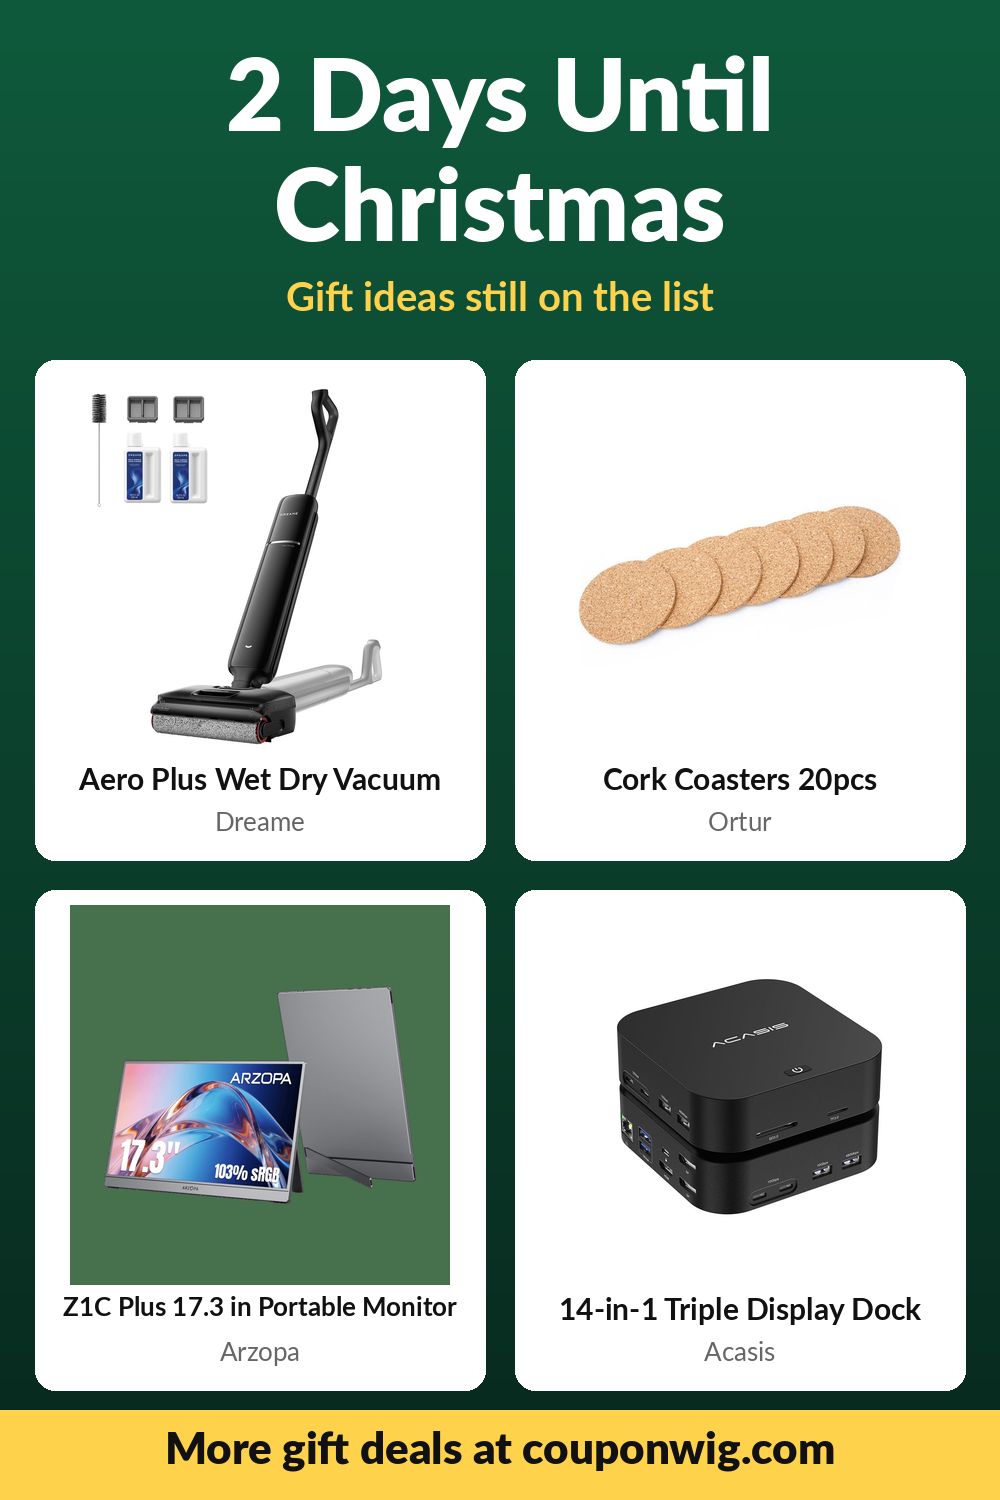 2 Days Until
Christmas
Gift ideas still on the list
DREAME
Aero Plus Wet Dry Vacuum
Dreame
Cork Coasters 20pcs
Ortur
ARZOPA
17.3"
103% sRGB
ARZOPA
Z1C Plus 17.3 in Portable Monitor
Arzopa
ACASIS
14-in-1 Triple Display Dock
Acasis
More gift deals at couponwig.com